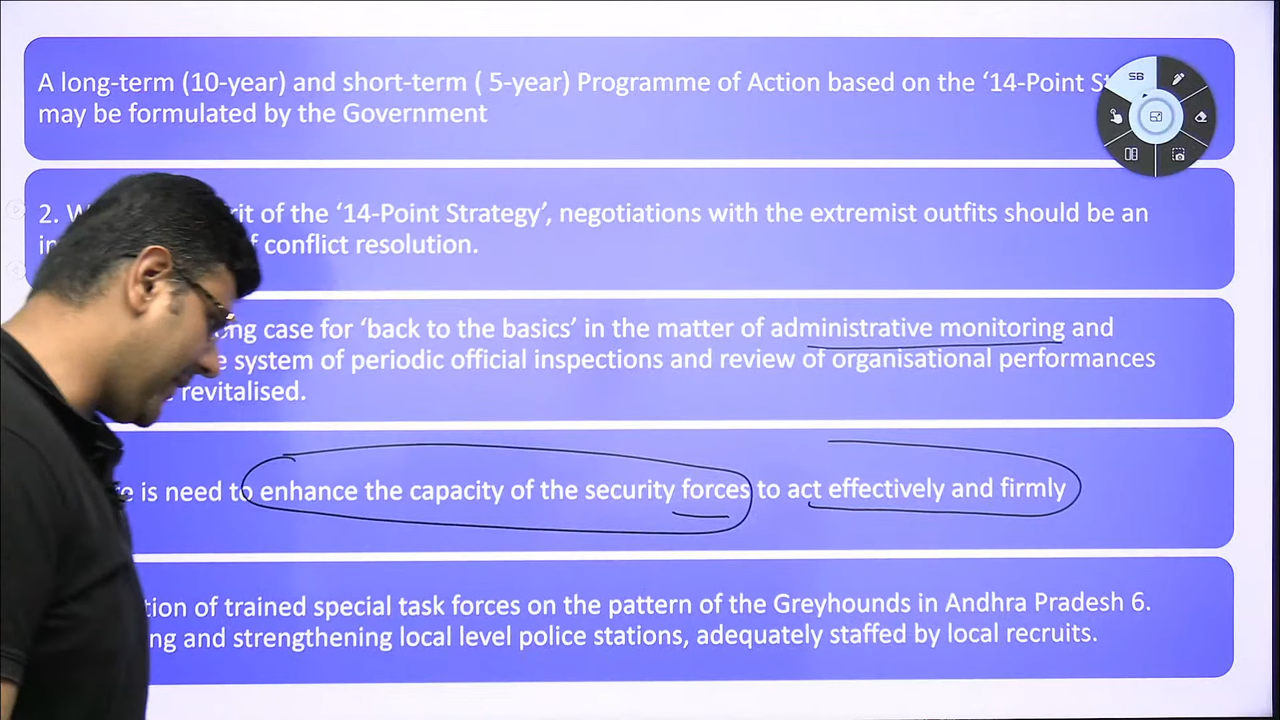 A long-term (10-year) and short-term ( 5-year) Programme of Action based on the ‘14-Point
may be formulated by the Government
2. of the ‘14-Point Strategy’, negotiations with the extremist outfits should be an
conflict resolution.
case for ‘back to the basics’ in the matter of administrative monitoring and
system of periodic official inspections and review of organisational performances
revitalised.
is need to enhance the capacity of the security forces to act effectively and firmly
of trained special task forces on the pattern of the Greyhounds in Andhra Pradesh 6.
and strengthening local level police stations, adequately staffed by local recruits.
SB